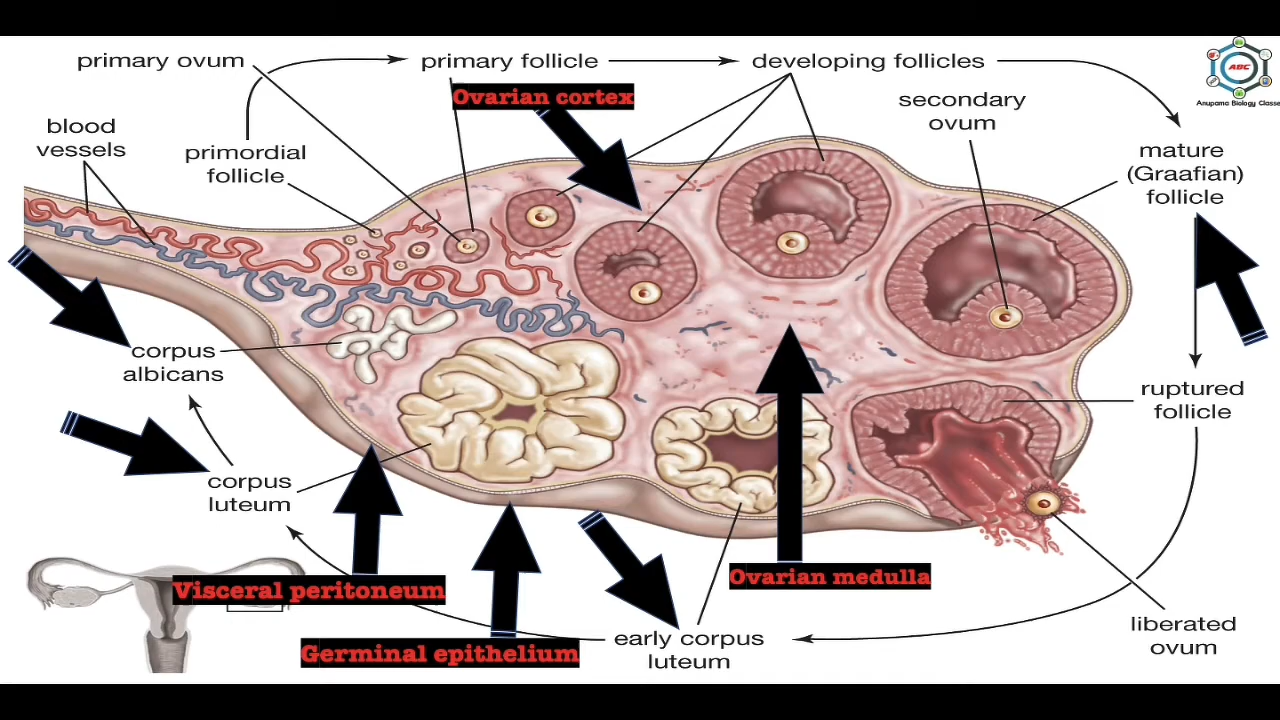 primary ovum
primary follicle
developing follicles
ABC
Anupama Biology Classe
Ovarian cortex
secondary
ovum
blood
vessels
primordial
follicle
mature
(Graafian)
follicle
corpus
albicans
ruptured
follicle
corpus
luteum
Visceral peritoneum
Ovarian medulla
Germinal epithelium
early corpus
luteum
liberated
ovum